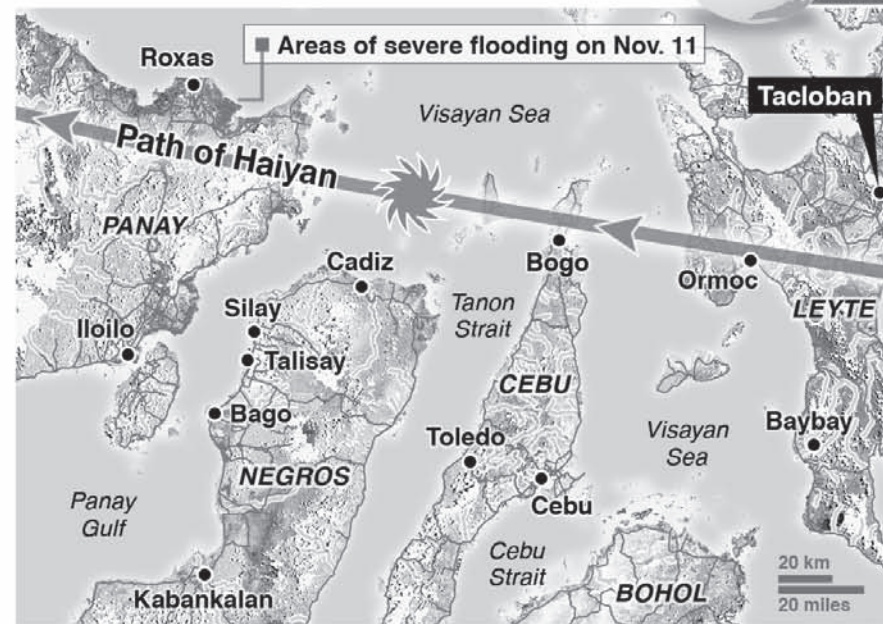 Areas of severe flooding on Nov. 11
Roxas
Tacloban
Visayan Sea
Path of Haiyan
PANAY
Bogo
Cadiz
Ormoc
Tanon
Strait
LEYTE
Silay
Iloilo
Talisay
CEBU
Bago
Toledo
Visayan
Sea
Baybay
NEGROS
Panay
Gulf
Cebu
Cebu
Strait
Kabankalan
BOHOL
20 km
20 miles